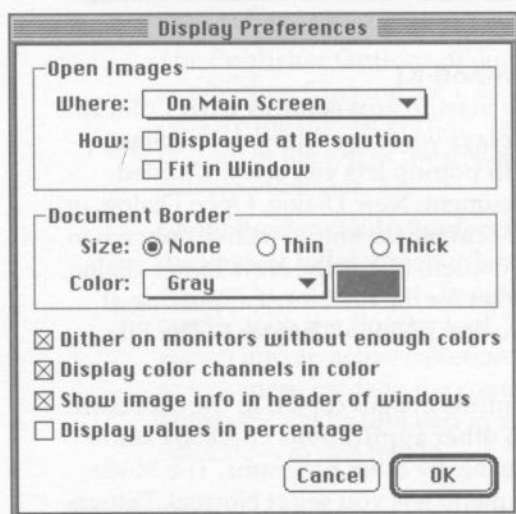 Display Preferences
Open Images
Where: On Main Screen
How: Displayed at Resolution
Fit in Window
Document Border
Size: None Thin Thick
Color: Gray
Dither on monitors without enough colors
Display color channels in color
Show image info in header of windows
Display values in percentage
Cancel OK